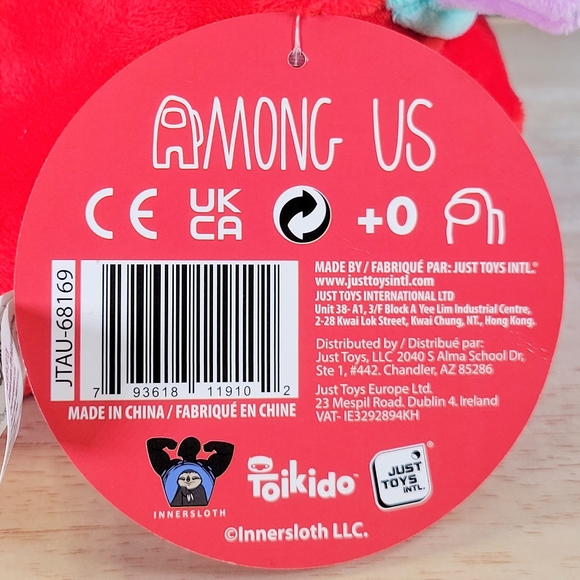 AMONG US
CE UK CA +0
MADE BY / FABRIQUÉ PAR: JUST TOYS INTL.®
www.justtoysintl.com
JUST TOYS INTERNATIONAL LTD
Unit 38- A1, 3/F Block A Yee Lim Industrial Centre,
2-28 Kwai Lok Street, Kwai Chung, NT., Hong Kong.
Distributed by / Distribué par:
Just Toys, LLC 2040 S Alma School Dr,
Ste 1, #442. Chandler, AZ 85286
Just Toys Europe Ltd.
23 Mespil Road. Dublin 4. Ireland
VAT- IE3292894KH
JTAU-68169
7 93618 11910 2
MADE IN CHINA / FABRIQUÉ EN CHINE
INNERSLOTH
Toikido™
JUST
TOYS
INTL.
®
©Innersloth LLC.